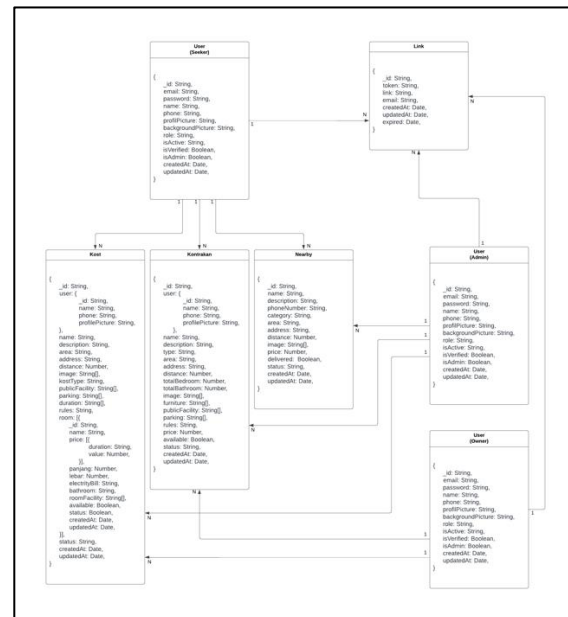 User
(Seeker)
{
_id: String,
email: String,
password: String,
name: String,
phone: String,
profilPicture: String,
backgroundPicture: String,
role: String,
isActive: String,
isVerified: Boolean,
isAdmin: Boolean,
createdAt: Date,
updatedAt: Date,
}
Link
{
_id: String,
token: String,
link: String,
email: String,
createdAt: Date,
updatedAt: Date,
expired: Date,
}
1
N
N
N
1
1
1
1
N
N
N
Kost
{
_id: String,
user: {
_id: String,
name: String,
phone: String,
profilePicture: String,
},
name: String,
description: String,
area: String,
address: String,
distance: Number,
image: String[],
kostType: String,
publicFacility: String[],
parking: String[],
duration: String[],
rules: String,
room: [{
_id: String,
name: String,
price: [{
duration: String,
value: Number,
}],
panjang: Number,
lebar: Number,
electrityBill: String,
bathroom: String,
roomFacility: String[],
available: Boolean,
status: Boolean,
createdAt: Date,
updatedAt: Date,
}],
status: String,
createdAt: Date,
updatedAt: Date,
}
Kontrakan
{
_id: String,
user: {
_id: String,
name: String,
phone: String,
profilePicture: String,
},
name: String,
description: String,
type: String,
area: String,
address: String,
distance: Number,
totalBedroom: Number,
totalBathroom: Number,
image: String[],
furniture: String[],
publicFacility: String[],
parking: String[],
rules: String,
price: Number,
available: Boolean,
status: String,
createdAt: Date,
updatedAt: Date,
}
Nearby
{
_id: String,
name: String,
description: String,
phoneNumber: String,
category: String,
area: String,
address: String,
distance: Number,
image: String[],
price: Number,
delivered: Boolean,
status: String,
createdAt: Date,
updatedAt: Date,
}
User
(Admin)
{
_id: String,
email: String,
password: String,
name: String,
phone: String,
profilPicture: String,
backgroundPicture: String,
role: String,
isActive: String,
isVerified: Boolean,
isAdmin: Boolean,
createdAt: Date,
updatedAt: Date,
}
N
1
N
1
1
N
User
(Owner)
{
_id: String,
email: String,
password: String,
name: String,
phone: String,
profilPicture: String,
backgroundPicture: String,
role: String,
isActive: String,
isVerified: Boolean,
isAdmin: Boolean,
createdAt: Date,
updatedAt: Date,
}
N
1
1
N
1